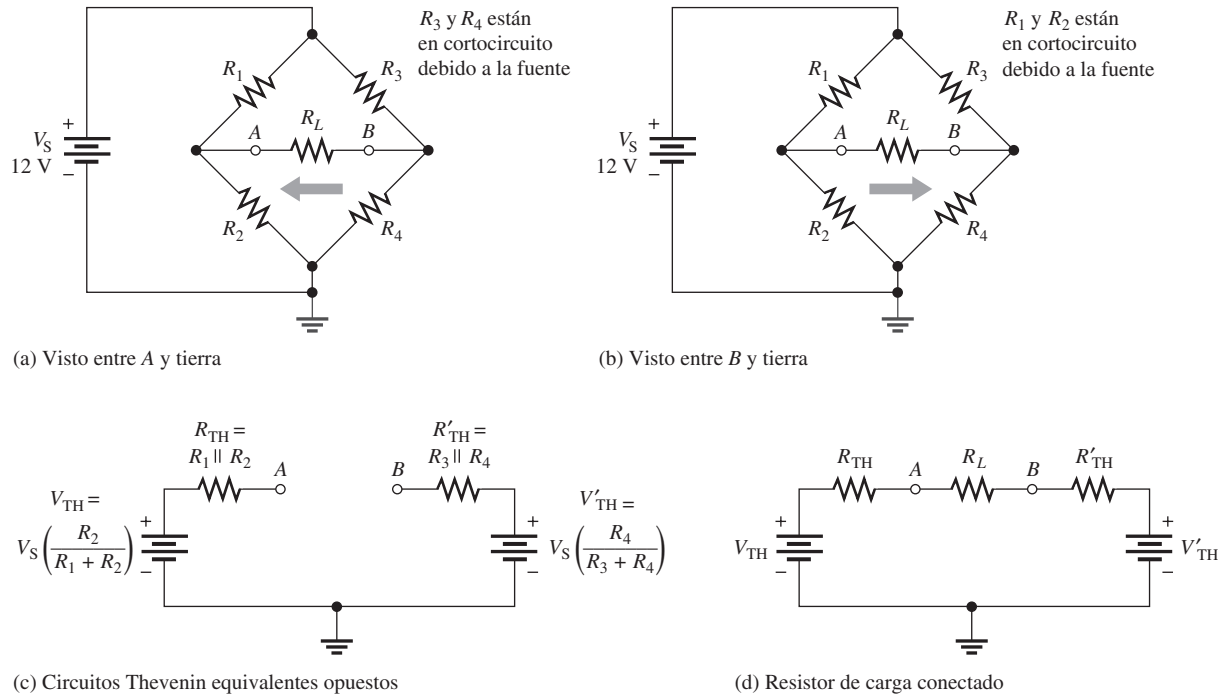 R3 y R4 están
en cortocircuito
debido a la fuente
R1
R3
RL
A
B
+
VS
12 V
–
R2
R4
(a) Visto entre A y tierra
R1 y R2 están
en cortocircuito
debido a la fuente
R1
R3
RL
A
B
+
VS
12 V
–
R2
R4
(b) Visto entre B y tierra
RTH =
R1 || R2
A
VTH =
VS(R2/(R1 + R2))
+
–
R′TH =
R3 || R4
B
V′TH =
VS(R4/(R3 + R4))
+
–
(c) Circuitos Thevenin equivalentes opuestos
RTH
A
RL
B
R′TH
+
VTH
–
+
V′TH
–
(d) Resistor de carga conectado